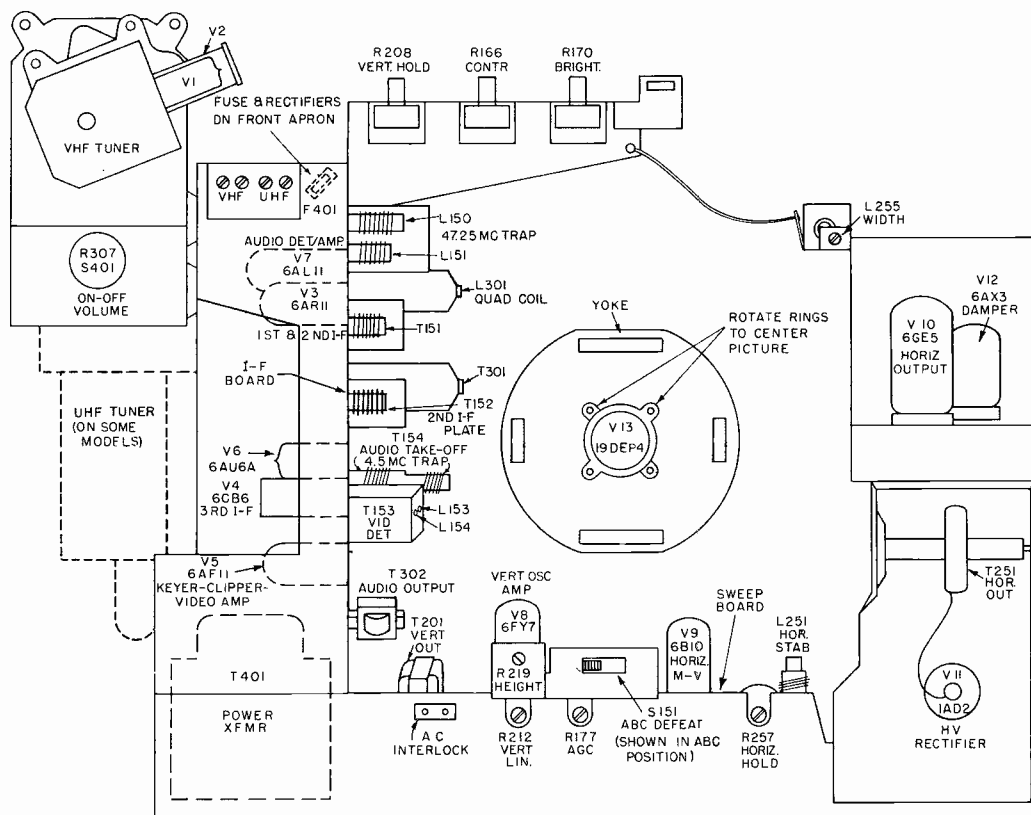 V2
V1
VHF TUNER
FUSE & RECTIFIERS
DN FRONT APRON
R208
VERT. HOLD
R166
CONTR
R170
BRIGHT.
VHF
UHF
F401
L150
47.25 MC TRAP
L151
L255
WIDTH
R307
S401
ON-OFF
VOLUME
AUDIO DET/AMP.
V7
6AL11
V3
6AR11
1ST & 2ND I-F
L301
QUAD COIL
T151
YOKE
ROTATE RINGS
TO CENTER
PICTURE
V12
6AX3
DAMPER
V 10
6GE5
HORIZ
OUTPUT
I-F
BOARD
T301
T152
2ND I-F
PLATE
UHF TUNER
(ON SOME
MODELS)
V 13
19DEP4
T154
AUDIO TAKE-OFF
4.5 MC TRAP
V6
6AU6A
V4
6GB6
3RD I-F
T153
VID
DET
L153
L154
V5
6AF11
KEYER-CLIPPER-
VIDEO AMP
T 302
AUDIO OUTPUT
VERT OSC
AMP
V8
6FY7
SWEEP
BOARD
T251
HOR.
OUT
T201
VERT
OUT
V9
6B10
HORIZ.
M-V
L251
HOR.
STAB
T401
R219
HEIGHT
V 11
1AD2
HV
RECTIFIER
POWER
XFMR
A C
INTERLOCK
R212
VERT
LIN.
R177
AGC
S151
ABC DEFEAT
(SHOWN IN ABC
POSITION)
R257
HORIZ.
HOLD